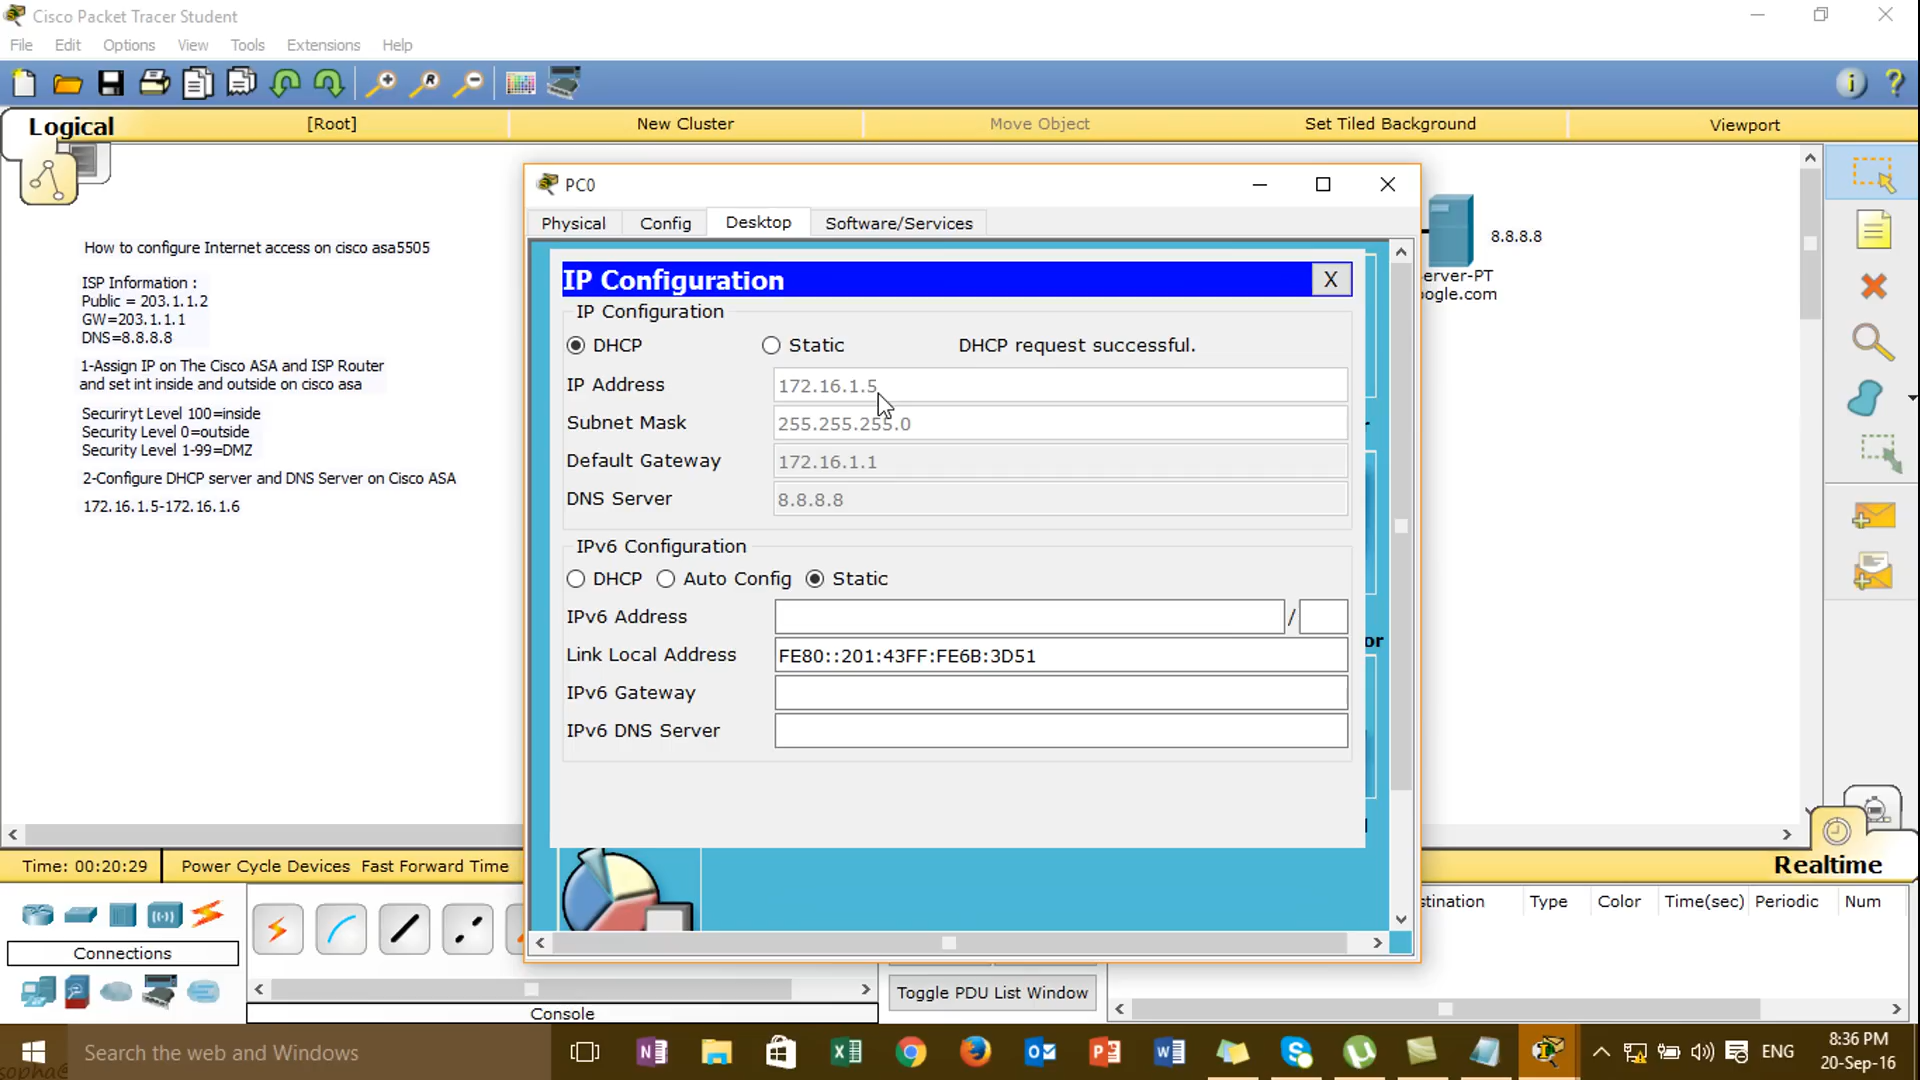 Cisco Packet Tracer Student
File Edit Options View Tools Extensions Help
Logical [Root] New Cluster Move Object Set Tiled Background Viewport
How to configure Internet access on cisco asa5505
ISP Information :
Public = 203.1.1.2
GW=203.1.1.1
DNS=8.8.8.8
1-Assign IP on The Cisco ASA and ISP Router
and set int inside and outside on cisco asa
Securiryt Level 100=inside
Security Level 0=outside
Security Level 1-99=DMZ
2-Configure DHCP server and DNS Server on Cisco ASA
172.16.1.5-172.16.1.6
PC0
Physical Config Desktop Software/Services
IP Configuration X
IP Configuration
DHCP Static DHCP request successful.
IP Address 172.16.1.5
Subnet Mask 255.255.255.0
Default Gateway 172.16.1.1
DNS Server 8.8.8.8
IPv6 Configuration
DHCP Auto Config Static
IPv6 Address /
Link Local Address FE80::201:43FF:FE6B:3D51
IPv6 Gateway
IPv6 DNS Server
or
8.8.8.8
erver-PT
ogle.com
Time: 00:20:29 Power Cycle Devices Fast Forward Time Realtime
Connections
Console
Toggle PDU List Window
stination Type Color Time(sec) Periodic Num
Search the web and Windows
ENG
8:36 PM
20-Sep-16